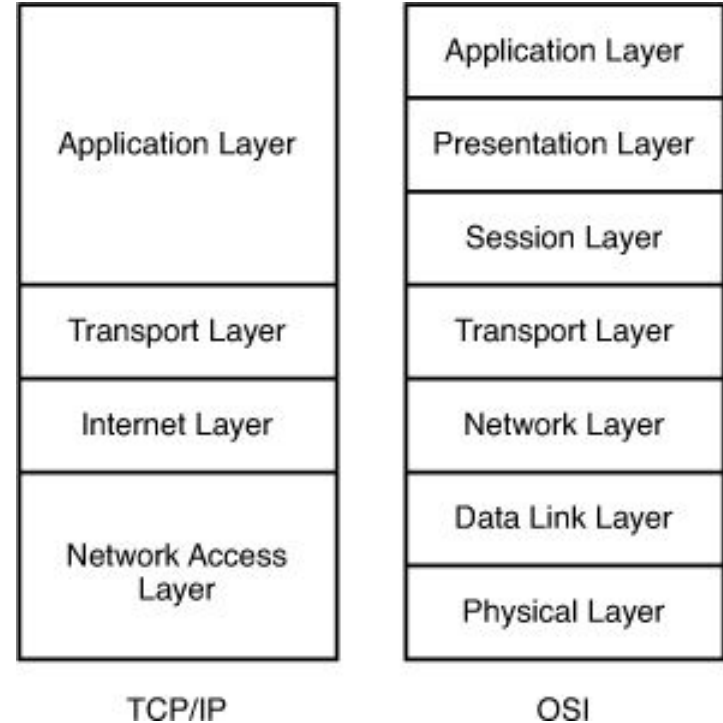 Application Layer
Transport Layer
Internet Layer
Network Access
Layer
TCP/IP
Application Layer
Presentation Layer
Session Layer
Transport Layer
Network Layer
Data Link Layer
Physical Layer
OSI